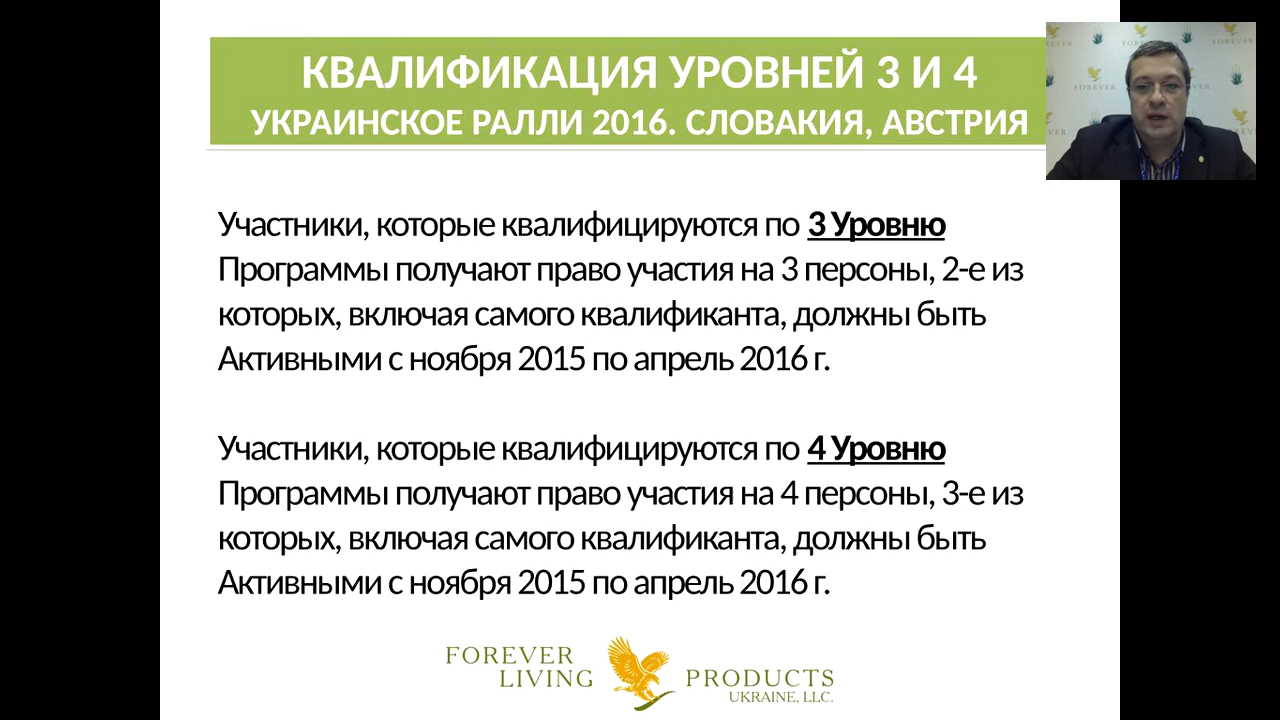 КВАЛИФИКАЦИЯ УРОВНЕЙ 3 И 4
УКРАИНСКОЕ РАЛЛИ 2016. СЛОВАКИЯ, АВСТРИЯ
Участники, которые квалифицируются по 3 Уровню
Программы получают право участия на 3 персоны, 2-е из
которых, включая самого квалификанта, должны быть
Активными с ноября 2015 по апрель 2016 г.
Участники, которые квалифицируются по 4 Уровню
Программы получают право участия на 4 персоны, 3-е из
которых, включая самого квалификанта, должны быть
Активными с ноября 2015 по апрель 2016 г.
FOREVER
LIVING PRODUCTS
UKRAINE, LLC.
FOREVER